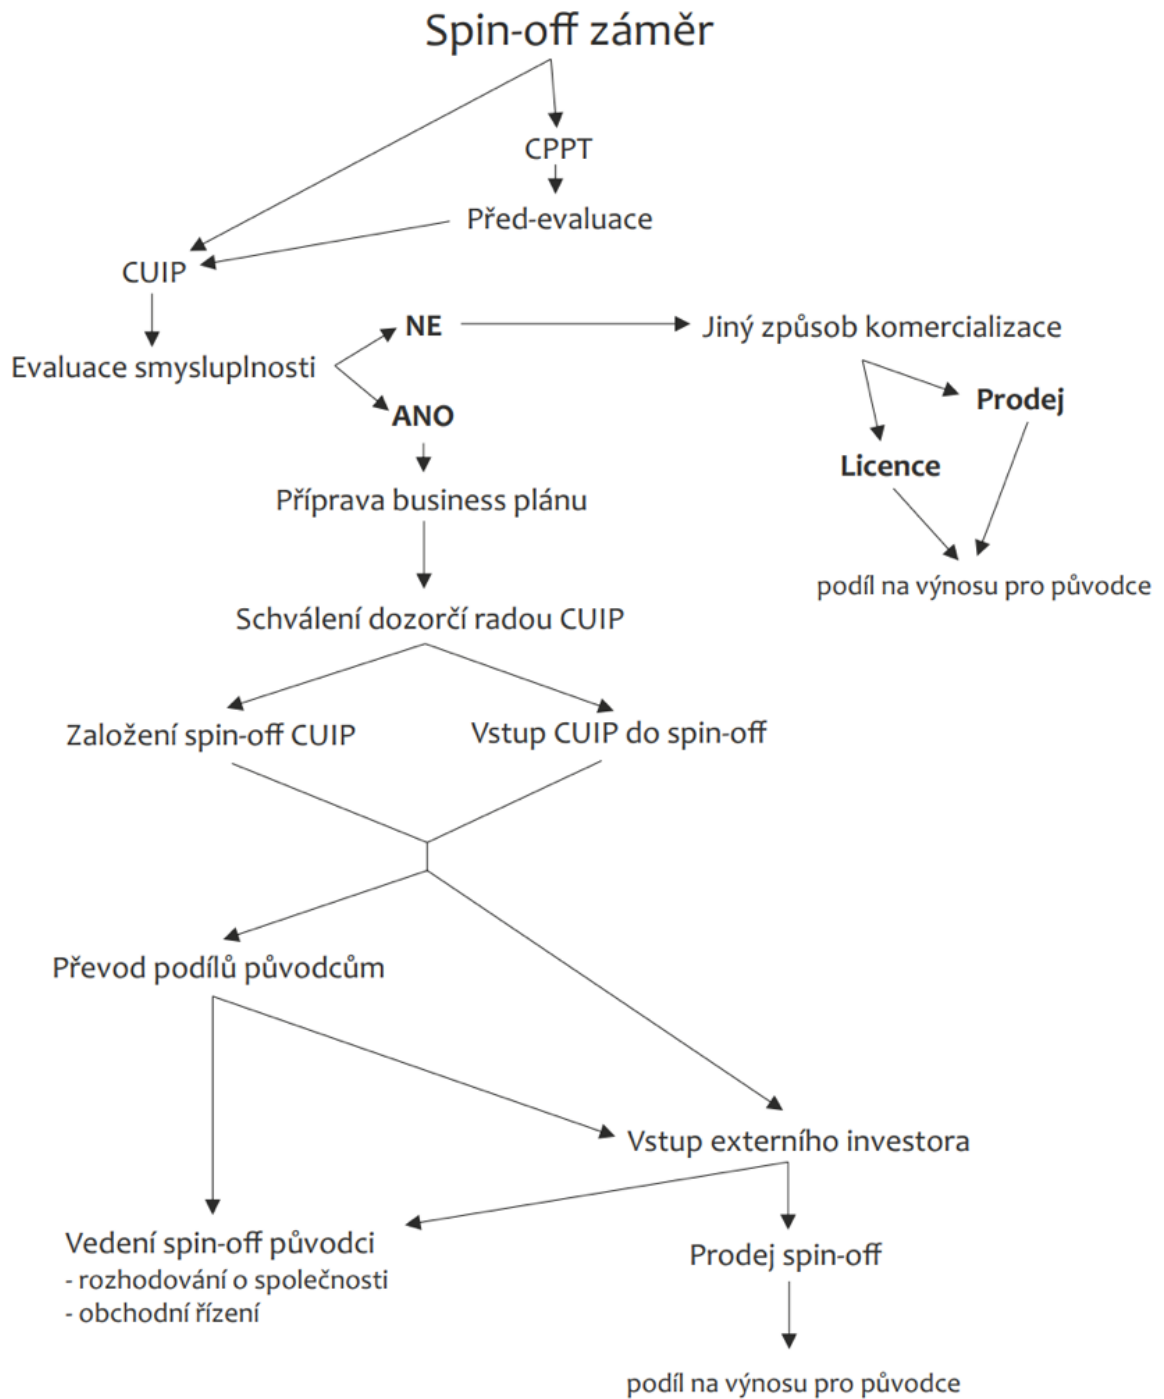 Spin-off záměr
CPPT
Před-evaluace
CUIP
NE
Jiný způsob komercializace
Evaluace smysluplnosti
ANO
Prodej
Licence
Příprava business plánu
podíl na výnosu pro původce
Schválení dozorčí radou CUIP
Založení spin-off CUIP
Vstup CUIP do spin-off
Převod podílů původcům
Vstup externího investora
Vedení spin-off původci
- rozhodování o společnosti
- obchodní řízení
Prodej spin-off
podíl na výnosu pro původce